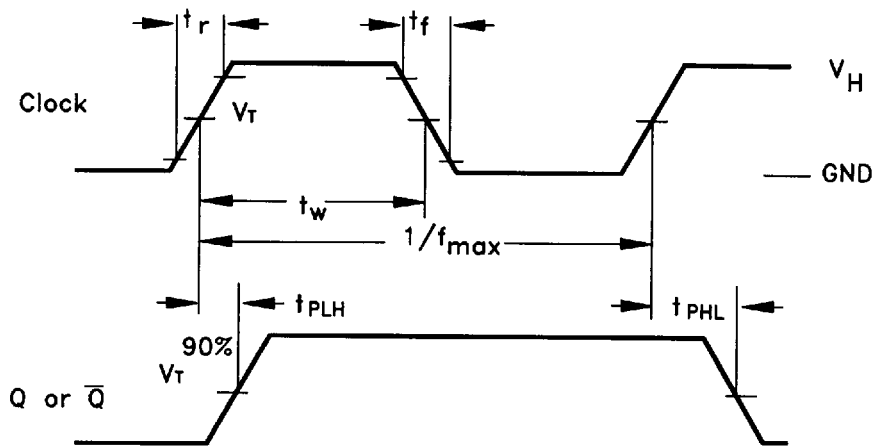 tr
tf
Clock
VT
VH
GND
tw
1/fmax
tPLH
tPHL
90%
VT
Q or Q̅